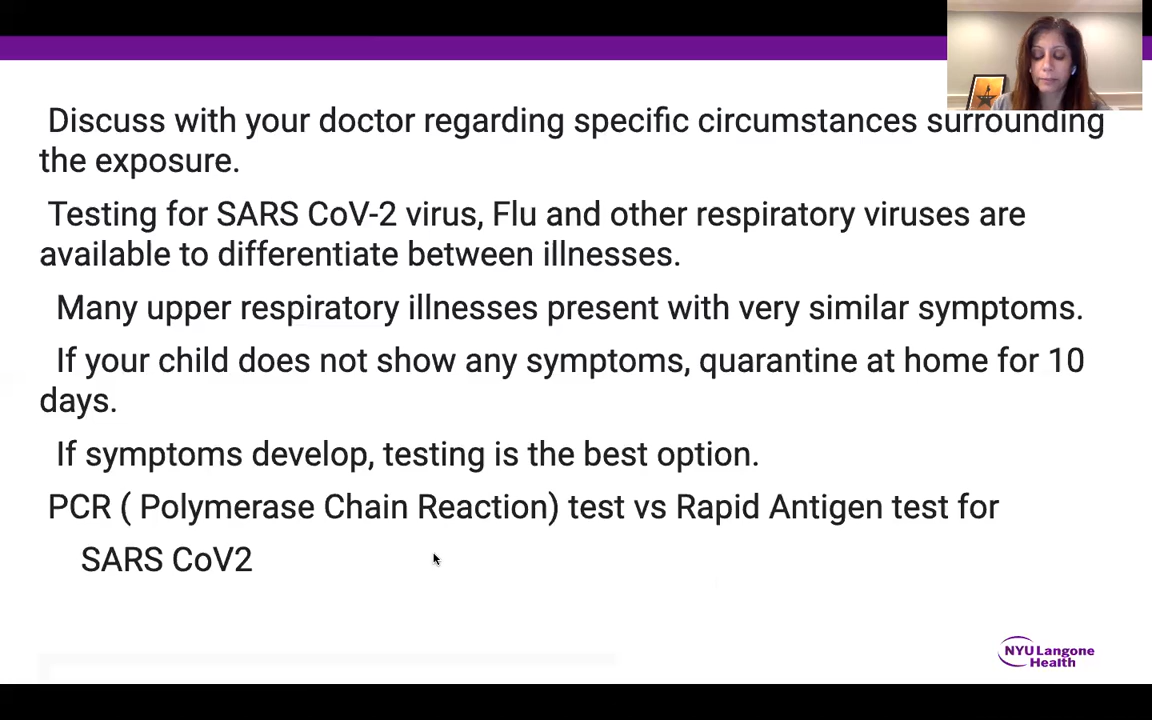 Discuss with your doctor regarding specific circumstances surrounding
the exposure.
Testing for SARS CoV-2 virus, Flu and other respiratory viruses are
available to differentiate between illnesses.
Many upper respiratory illnesses present with very similar symptoms.
If your child does not show any symptoms, quarantine at home for 10
days.
If symptoms develop, testing is the best option.
PCR ( Polymerase Chain Reaction) test vs Rapid Antigen test for
SARS CoV2
NYU Langone
Health